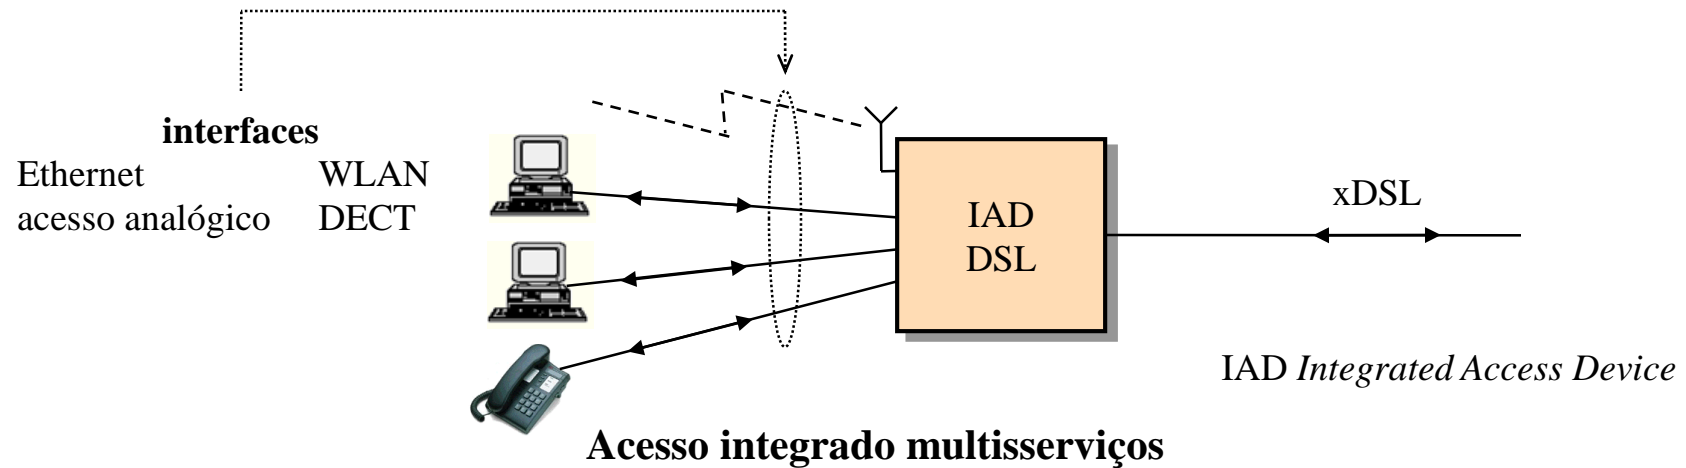 interfaces
Ethernet WLAN
acesso analógico DECT
IAD
DSL
xDSL
IAD Integrated Access Device
Acesso integrado multisserviços